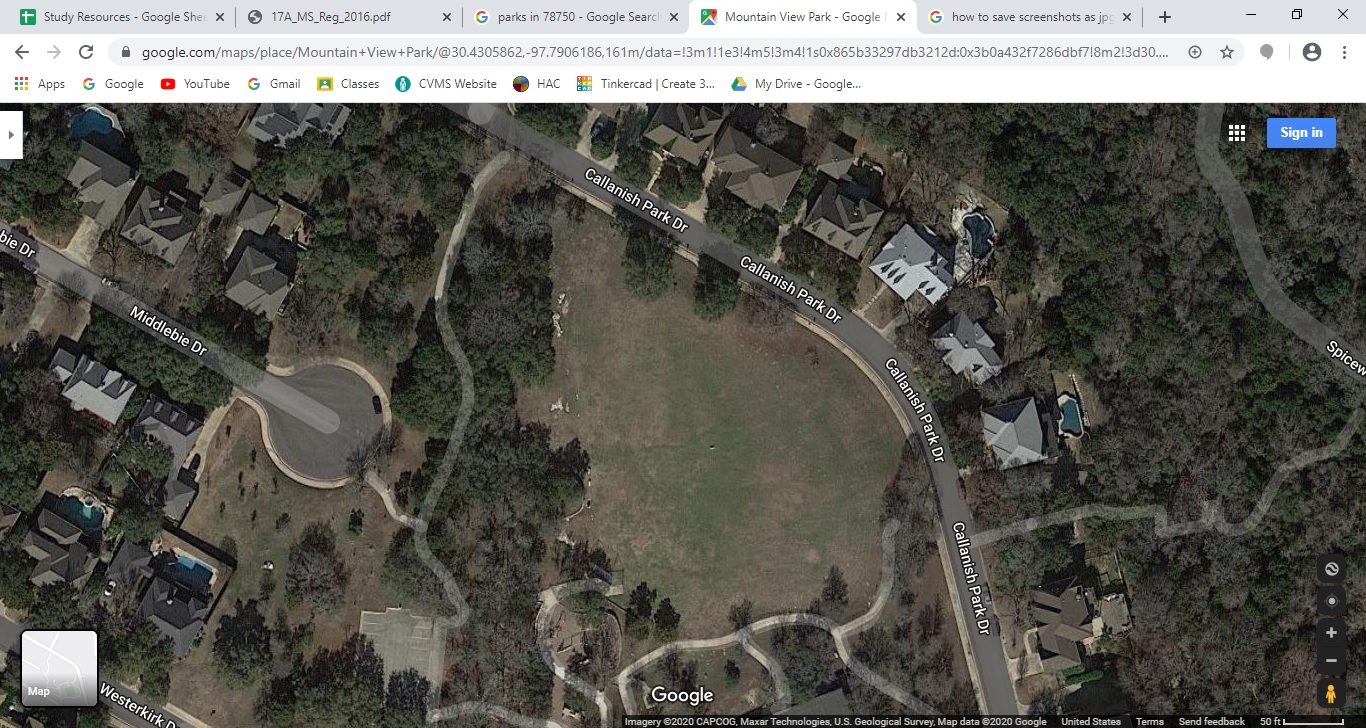 Study Resources - Google She
17A_MS_Reg_2016.pdf
parks in 78750 - Google Search
Mountain View Park - Google M
how to save screenshots as jpg
google.com/maps/place/Mountain+View+Park/@30.4305862,-97.7906186,161m/data=!3m1!1e3!4m5!3m4!1s0x865b33297db3212d:0x3b0a432f7286dbf7!8m2!3d30....
Apps
Google
YouTube
Gmail
Classes
CVMS Website
HAC
Tinkercad | Create 3...
My Drive - Google...
Sign in
Callanish Park Dr
bie Dr
Callanish Park Dr
Middlebie Dr
Spicew
Callanish Park Dr
Callanish Park Dr
Map
Westerkirk D
Google
Imagery ©2020 CAPCOG, Maxar Technologies, U.S. Geological Survey, Map data ©2020 Google United States Terms Send feedback 50 ft